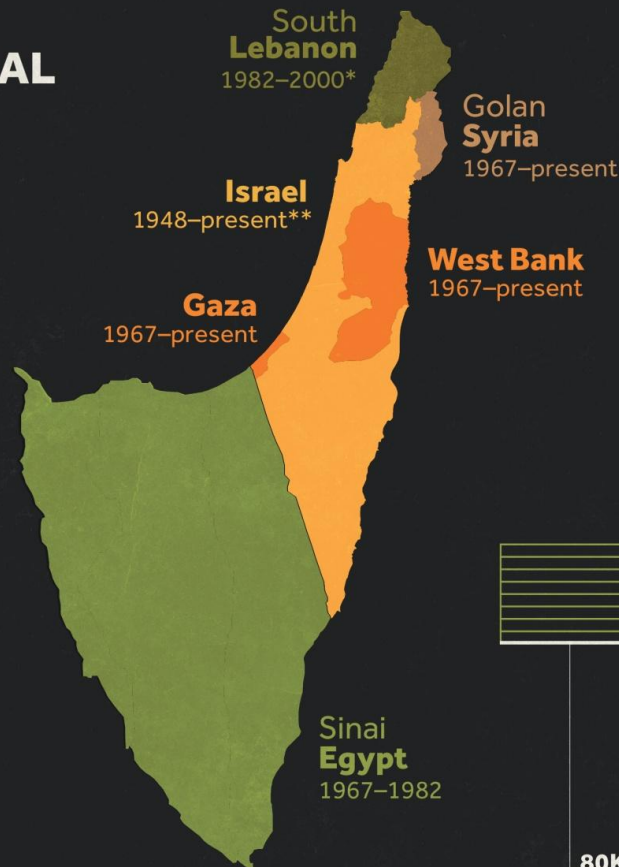 AL
South
Lebanon
1982–2000*
Golan
Syria
1967–present
Israel
1948–present**
West Bank
1967–present
Gaza
1967–present
Sinai
Egypt
1967–1982
80K